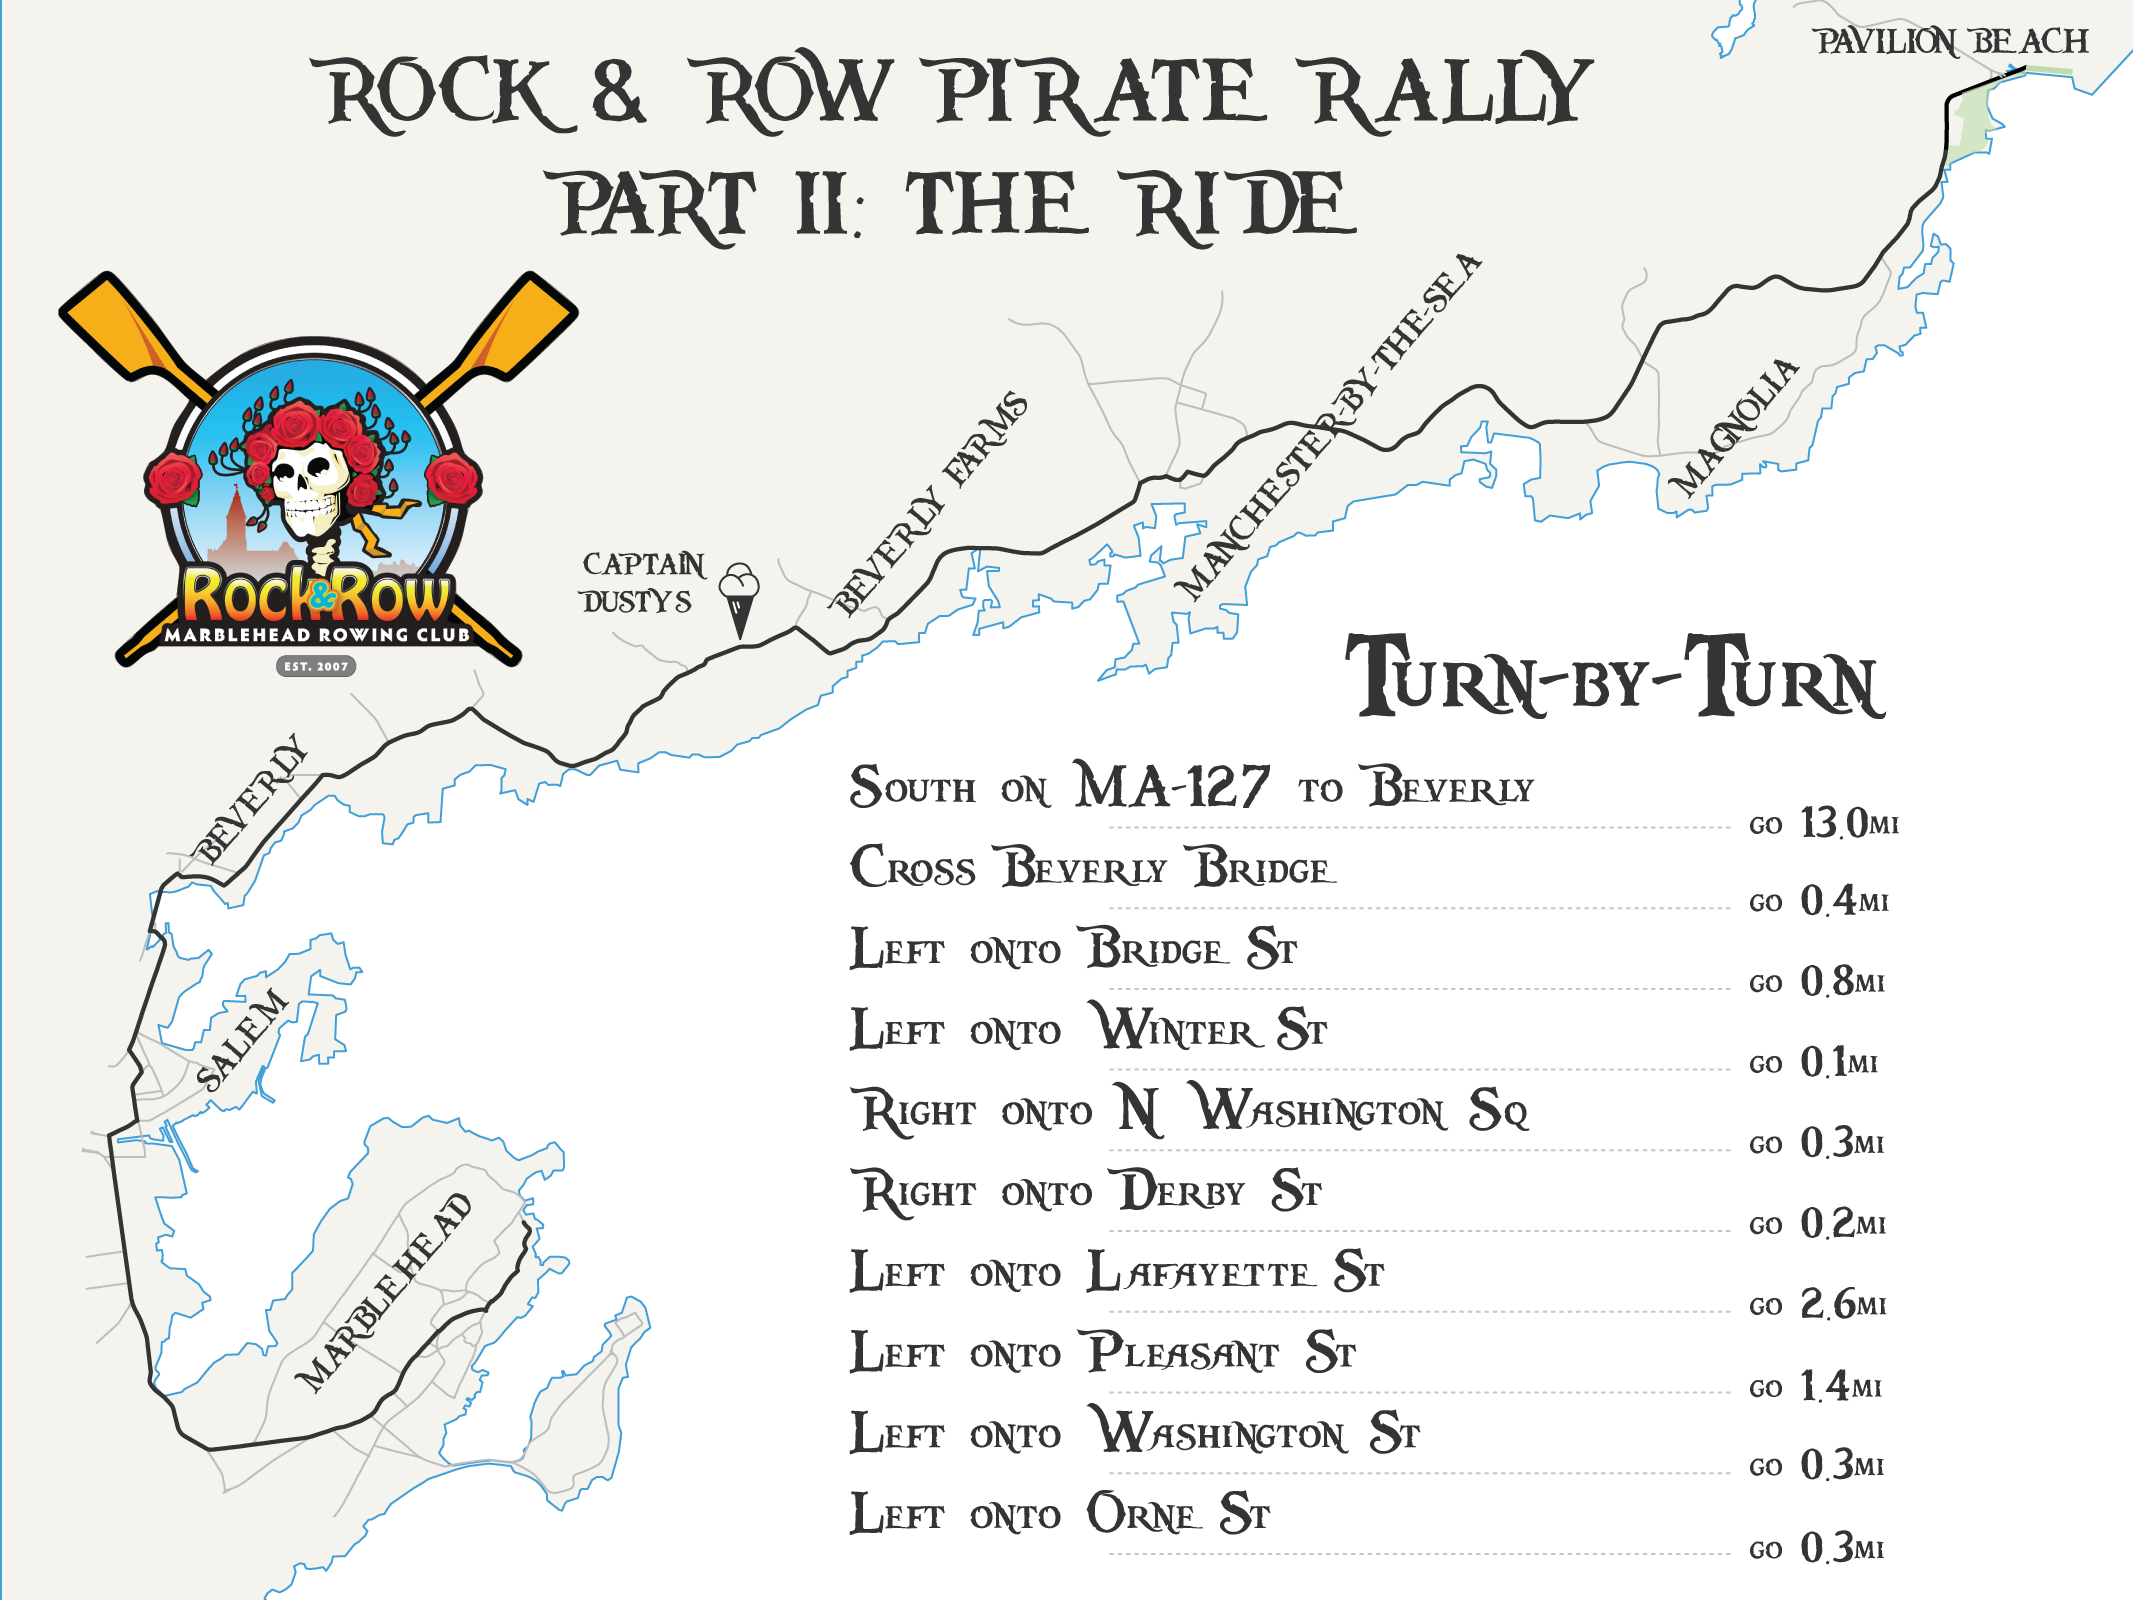 PAVILION BEACH
ROCK & ROW PIRATE RALLY
PART II: THE RIDE
MANCHESTER-BY-THE-SEA
MAGNOLIA
BEVERLY FARMS
CAPTAIN
DUSTYS
ROCK & ROW
MARBLEHEAD ROWING CLUB
EST. 2007
BEVERLY
SALEM
MARBLEHEAD
TURN-BY-TURN
SOUTH ON MA-127 TO BEVERLY
GO 13.0MI
CROSS BEVERLY BRIDGE
GO 0.4MI
LEFT ONTO BRIDGE ST
GO 0.8MI
LEFT ONTO WINTER ST
GO 0.1MI
RIGHT ONTO N WASHINGTON SQ
GO 0.3MI
RIGHT ONTO DERBY ST
GO 0.2MI
LEFT ONTO LAFAYETTE ST
GO 2.6MI
LEFT ONTO PLEASANT ST
GO 1.4MI
LEFT ONTO WASHINGTON ST
GO 0.3MI
LEFT ONTO ORNE ST
GO 0.3MI